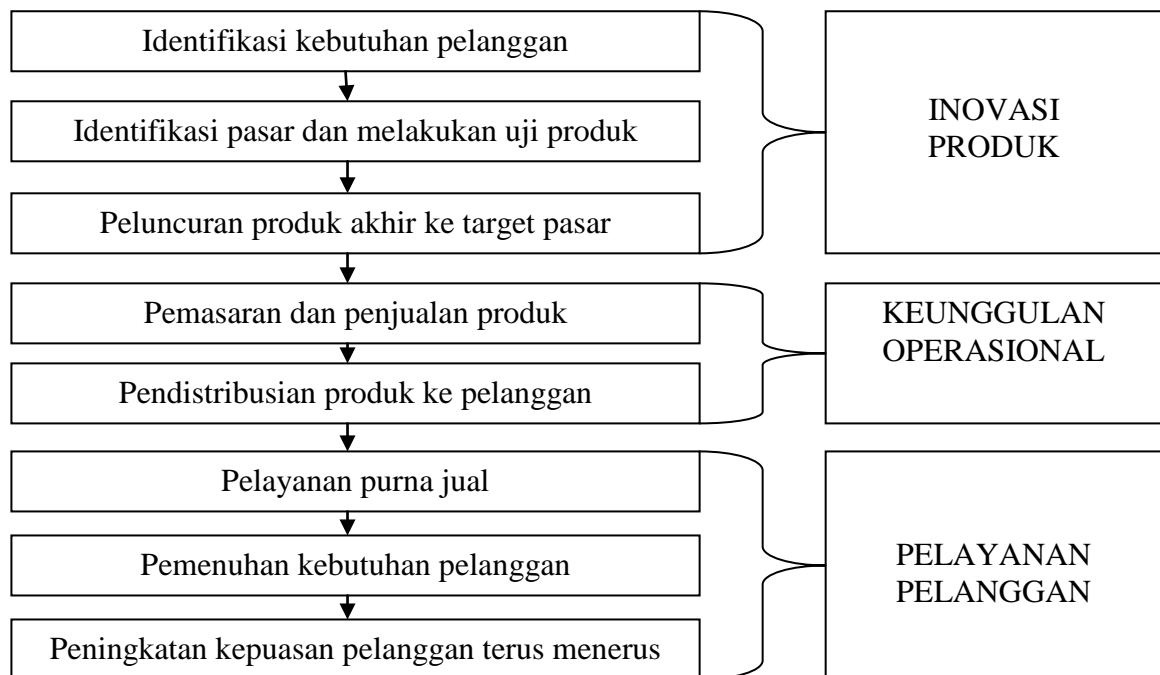 Identifikasi kebutuhan pelanggan
Identifikasi pasar dan melakukan uji produk
Peluncuran produk akhir ke target pasar
INOVASI
PRODUK
Pemasaran dan penjualan produk
Pendistribusian produk ke pelanggan
KEUNGGULAN
OPERASIONAL
Pelayanan purna jual
Pemenuhan kebutuhan pelanggan
Peningkatan kepuasan pelanggan terus menerus
PELAYANAN
PELANGGAN